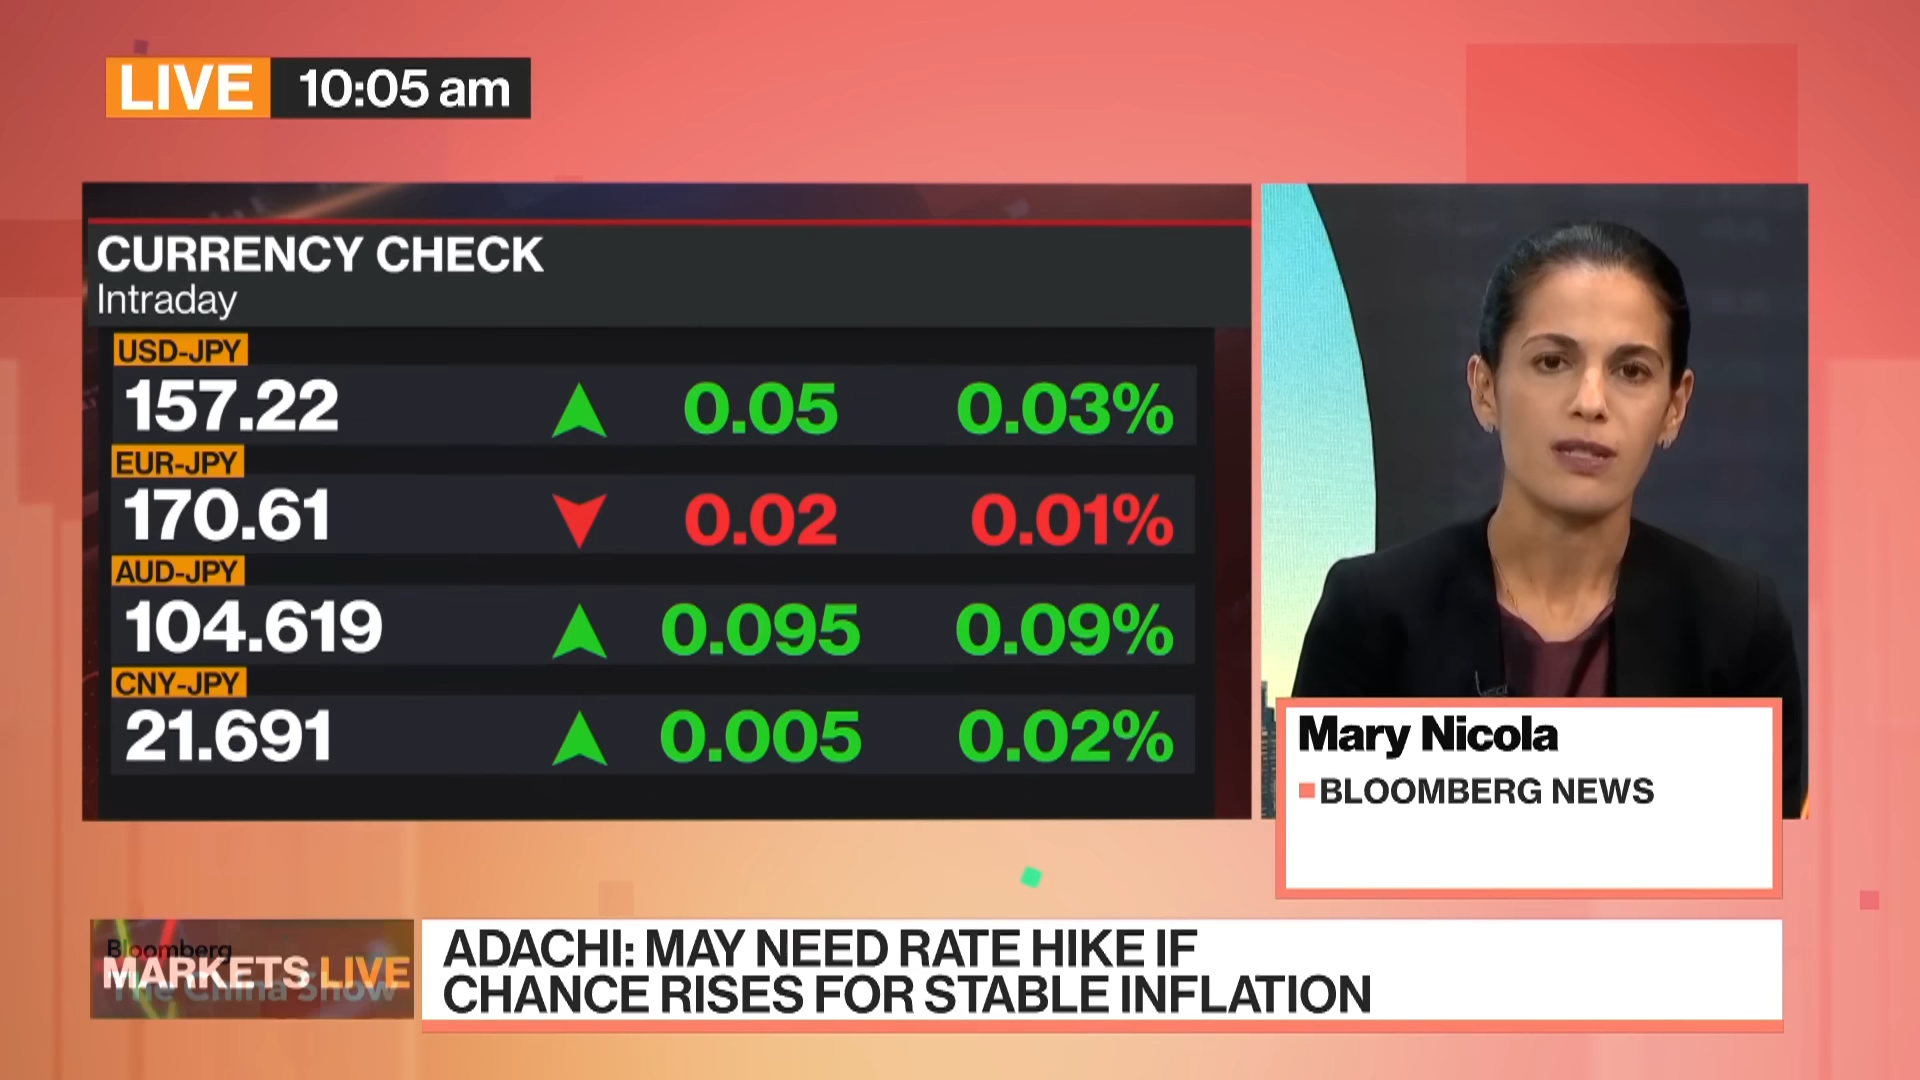 LIVE 10:05 am
CURRENCY CHECK
Intraday
USD-JPY
157.22 0.05 0.03%
EUR-JPY
170.61 0.02 0.01%
AUD-JPY
104.619 0.095 0.09%
CNY-JPY
21.691 0.005 0.02%
Mary Nicola
BLOOMBERG NEWS
Bloomberg
MARKETS LIVE
The China Show
ADACHI: MAY NEED RATE HIKE IF
CHANCE RISES FOR STABLE INFLATION